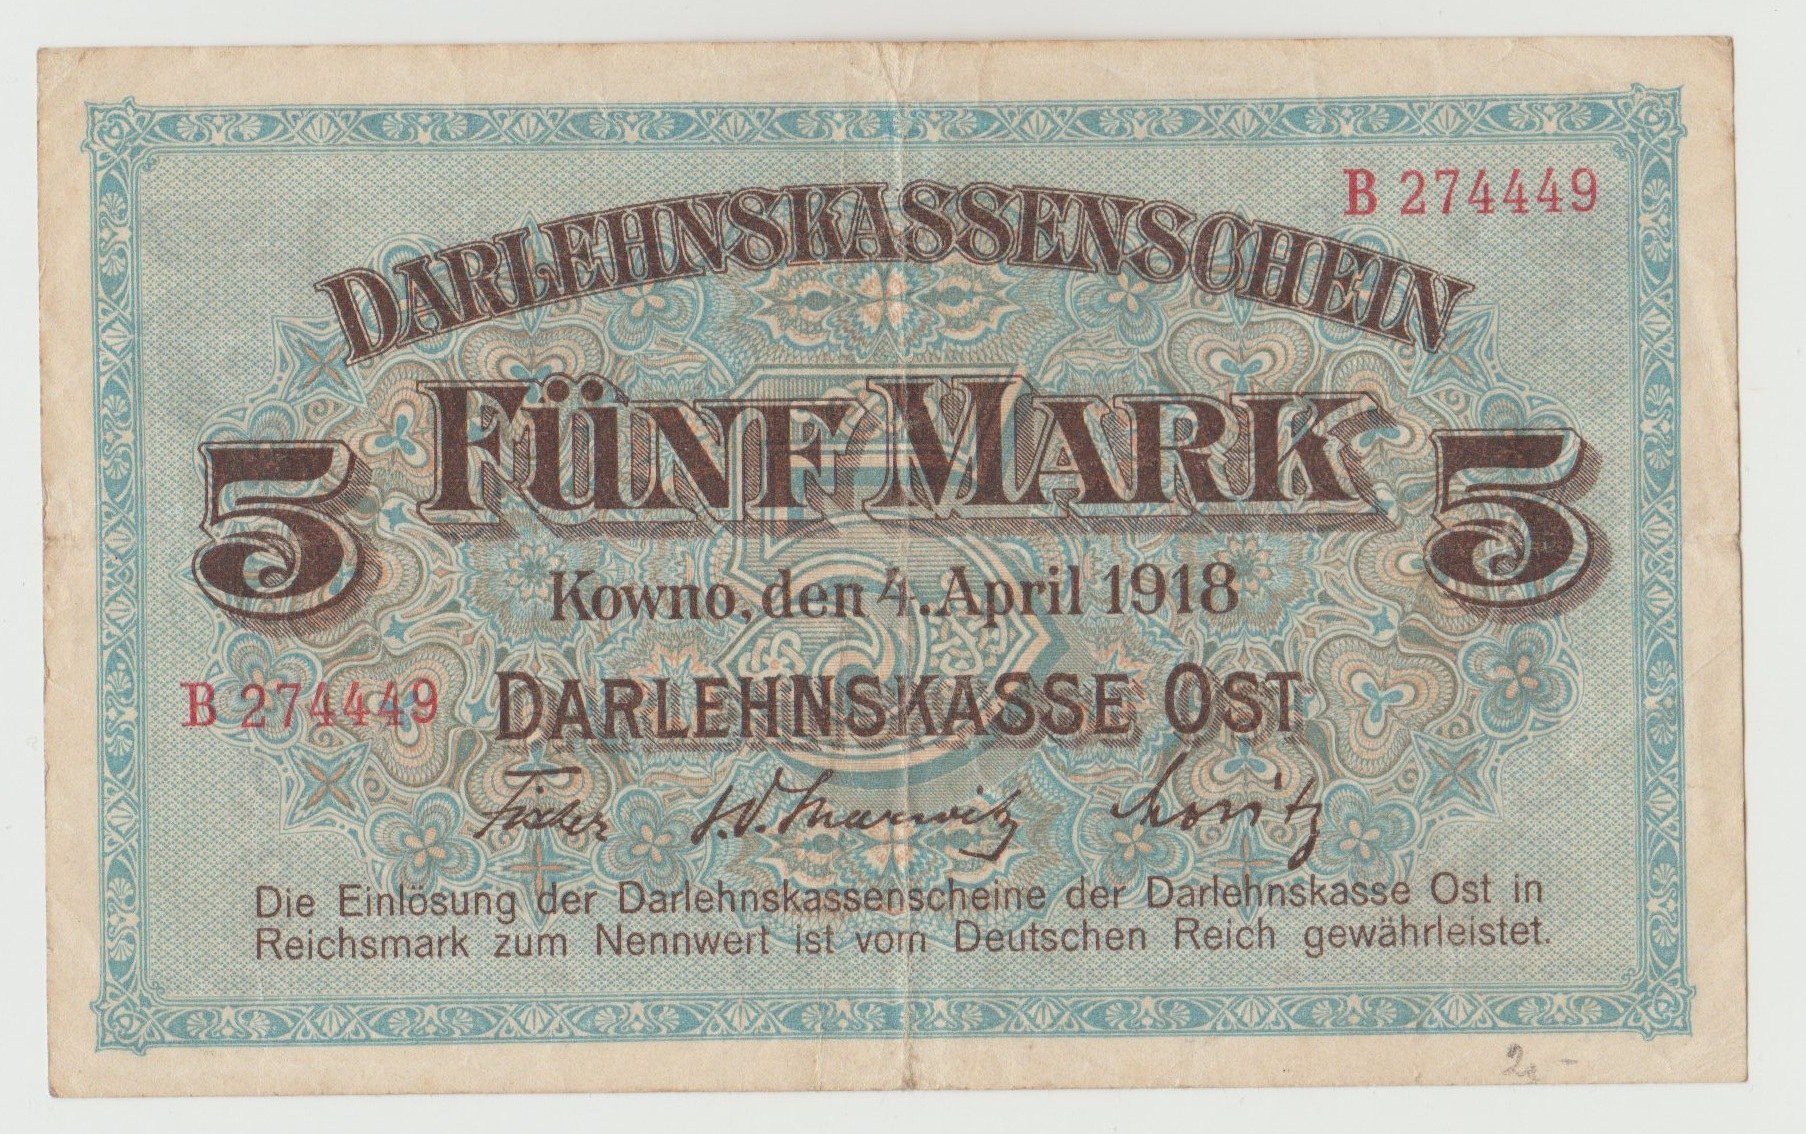 B 274449
DARLEHNSKASSENSCHEIN
5 FÜNF MARK 5
Kowno, den 4. April 1918
B 274449
DARLEHNSKASSE OST
Fischer
Die Einlösung der Darlehnskassenscheine der Darlehnskasse Ost in
Reichsmark zum Nennwert ist vom Deutschen Reich gewährleistet.